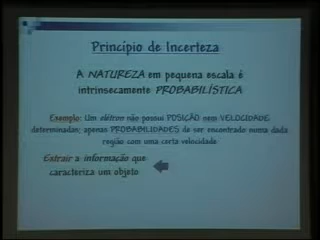 Princípio de Incerteza
A NATUREZA em pequena escala é
intrinsecamente PROBABILÍSTICA
Exemplo: Um elétron não possui POSIÇÃO nem VELOCIDADE
determinadas; apenas PROBABILIDADES de ser encontrado numa dada
região com uma certa velocidade
Extrair a informação que
caracteriza um objeto